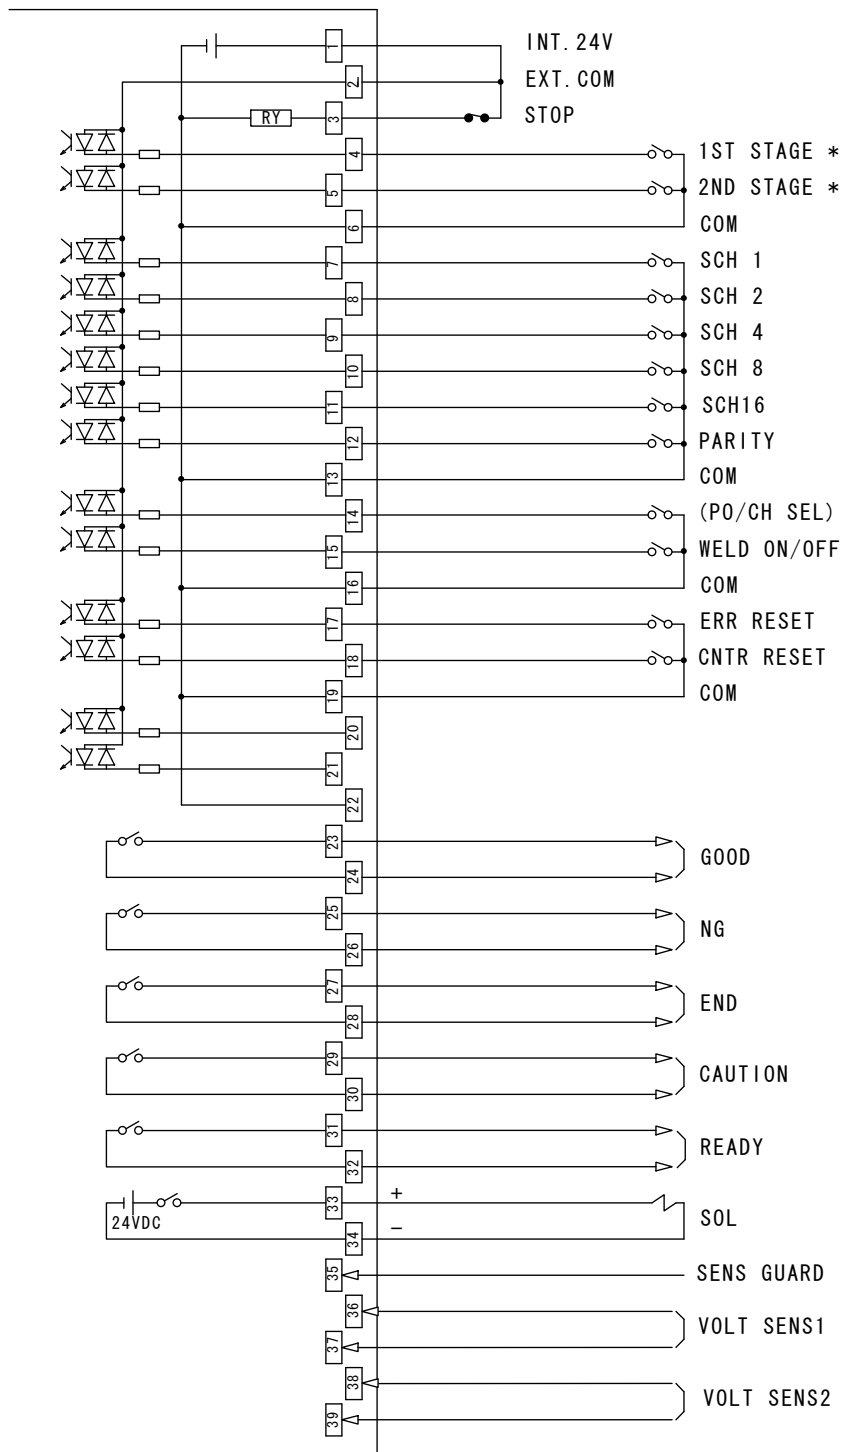 1 INT.24V
2 EXT.COM
RY 3 STOP
4 1ST STAGE *
5 2ND STAGE *
6 COM
7 SCH 1
8 SCH 2
9 SCH 4
10 SCH 8
11 SCH16
12 PARITY
13 COM
14 (PO/CH SEL)
15 WELD ON/OFF
16 COM
17 ERR RESET
18 CNTR RESET
19 COM
20
21
22
23
GOOD
24
25
NG
26
27
END
28
29
CAUTION
30
31
READY
32
33 +
24VDC SOL
34 −
35 SENS GUARD
36
VOLT SENS1
37
38
VOLT SENS2
39